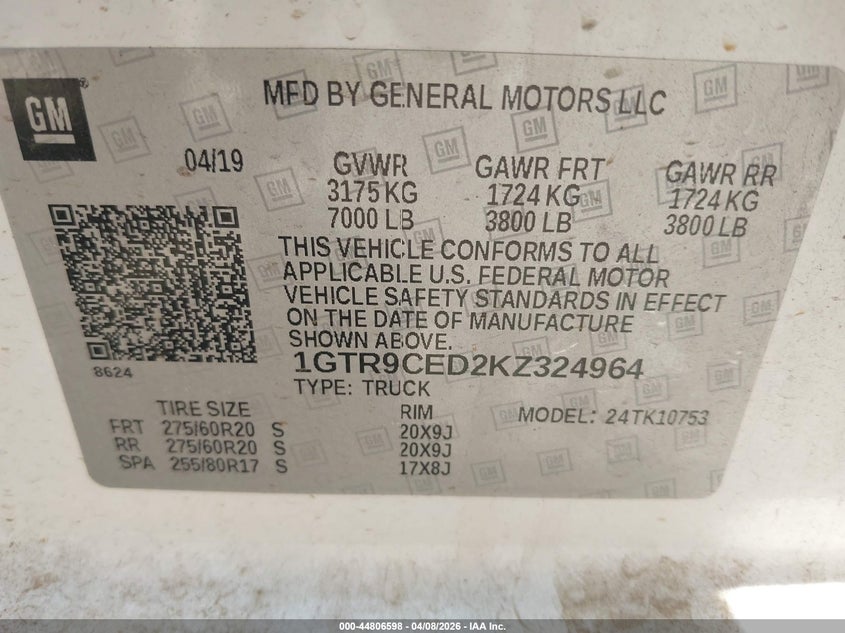 GM
MFD BY GENERAL MOTORS LLC
04/19
GVWR GAWR FRT GAWR RR
3175 KG 1724 KG 1724 KG
7000 LB 3800 LB 3800 LB
THIS VEHICLE CONFORMS TO ALL
APPLICABLE U.S. FEDERAL MOTOR
VEHICLE SAFETY STANDARDS IN EFFECT
ON THE DATE OF MANUFACTURE
SHOWN ABOVE.
8624
1GTR9CED2KZ324964
TYPE: TRUCK
TIRE SIZE RIM MODEL: 24TK10753
FRT 275/60R20 S 20X9J
RR 275/60R20 S 20X9J
SPA 255/80R17 S 17X8J
000-44806598 - 04/08/2026 - IAA Inc.